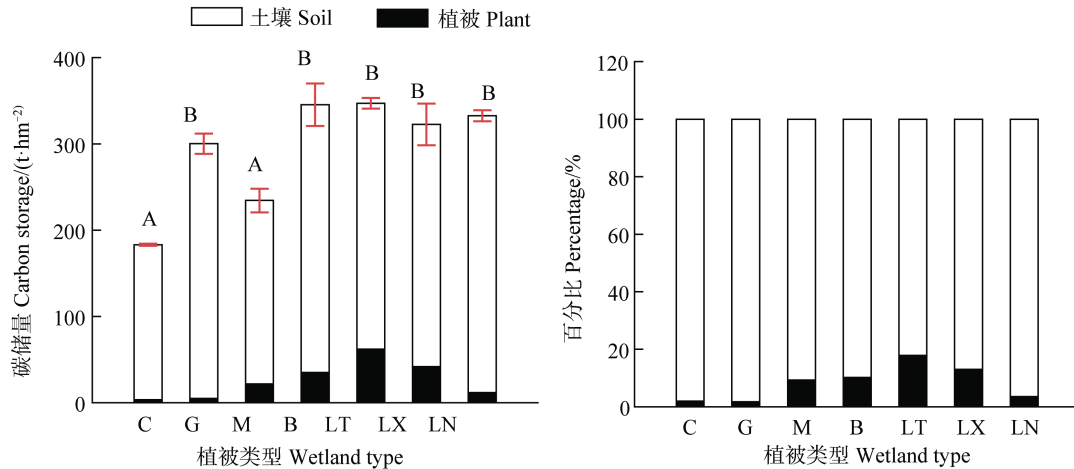 土壤 Soil
植被 Plant
碳储量 Carbon storage/(t·hm⁻²)
400
300
200
100
0
A
B
A
B
B
B
B
C G M B LT LX LN
植被类型 Wetland type
百分比 Percentage/%
120
100
80
60
40
20
0
C G M B LT LX LN
植被类型 Wetland type